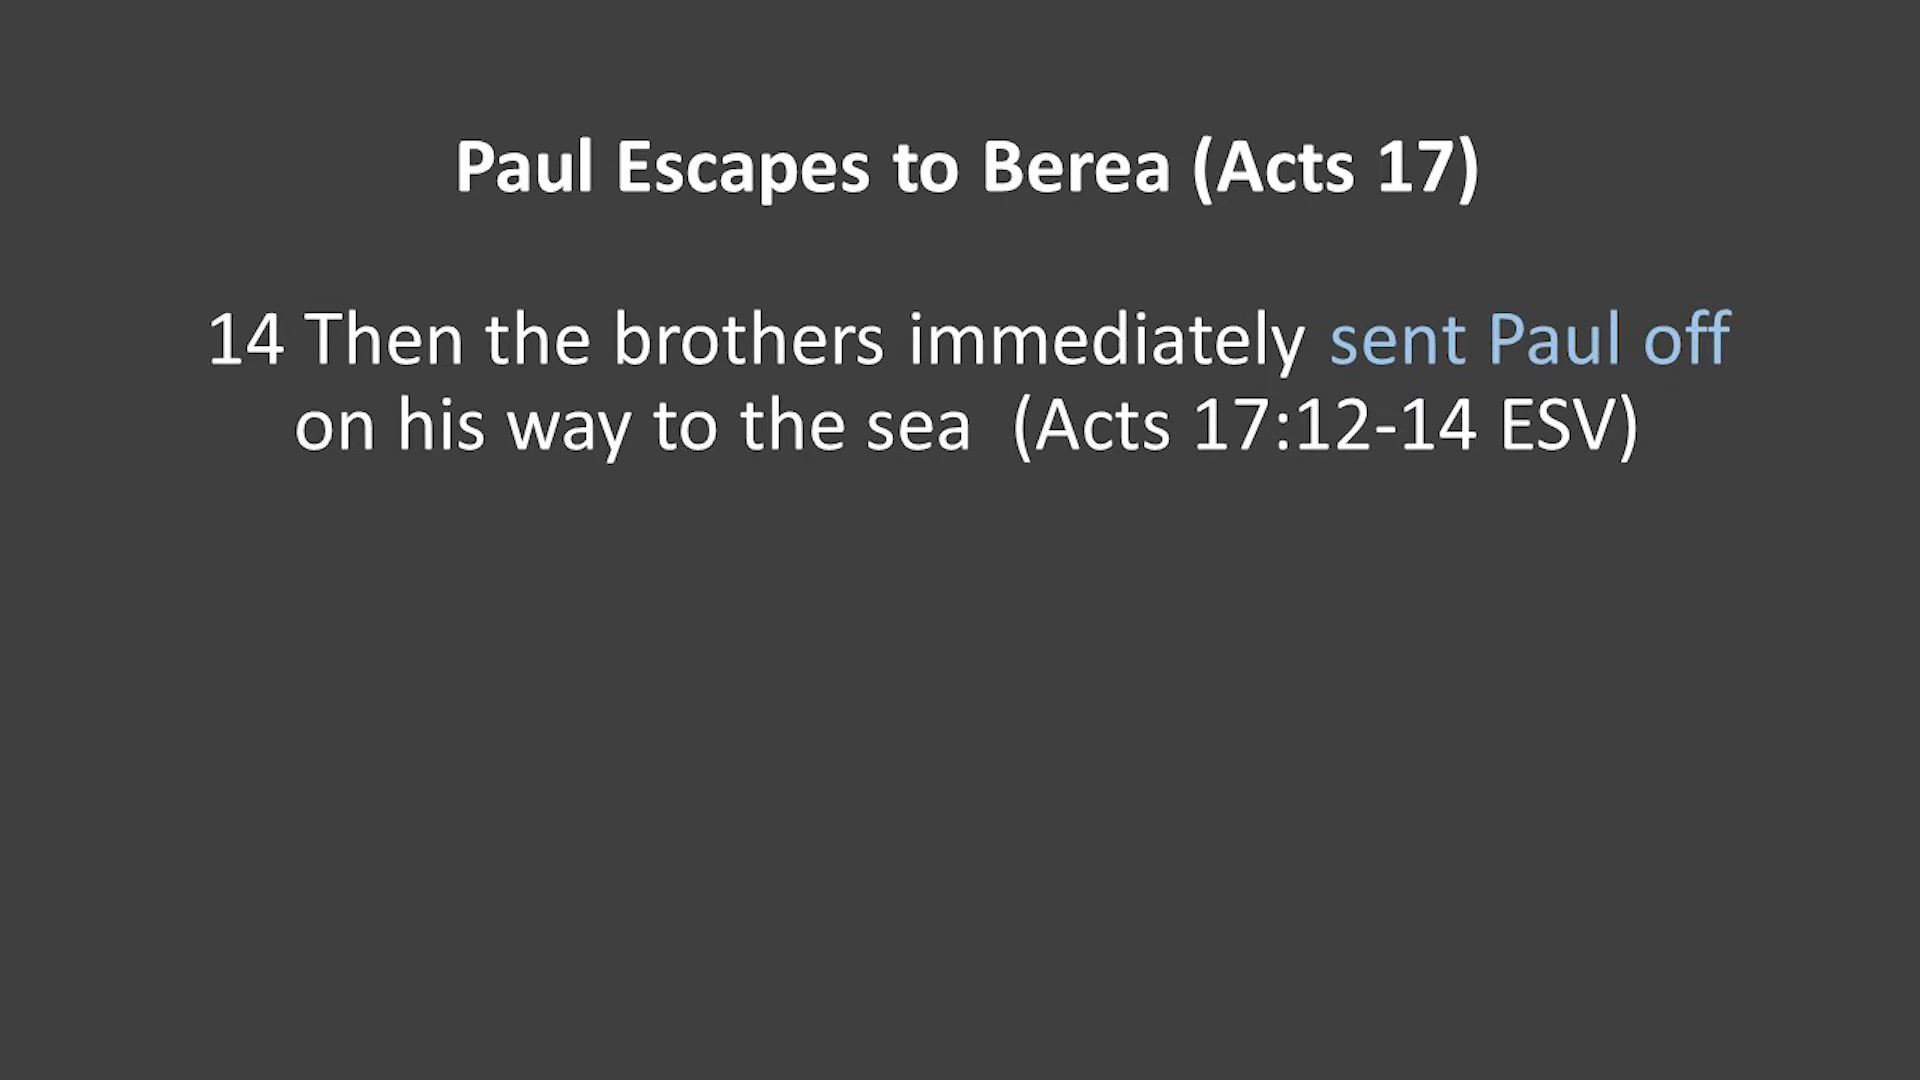 Paul Escapes to Berea (Acts 17)
14 Then the brothers immediately sent Paul off
on his way to the sea  (Acts 17:12-14 ESV)